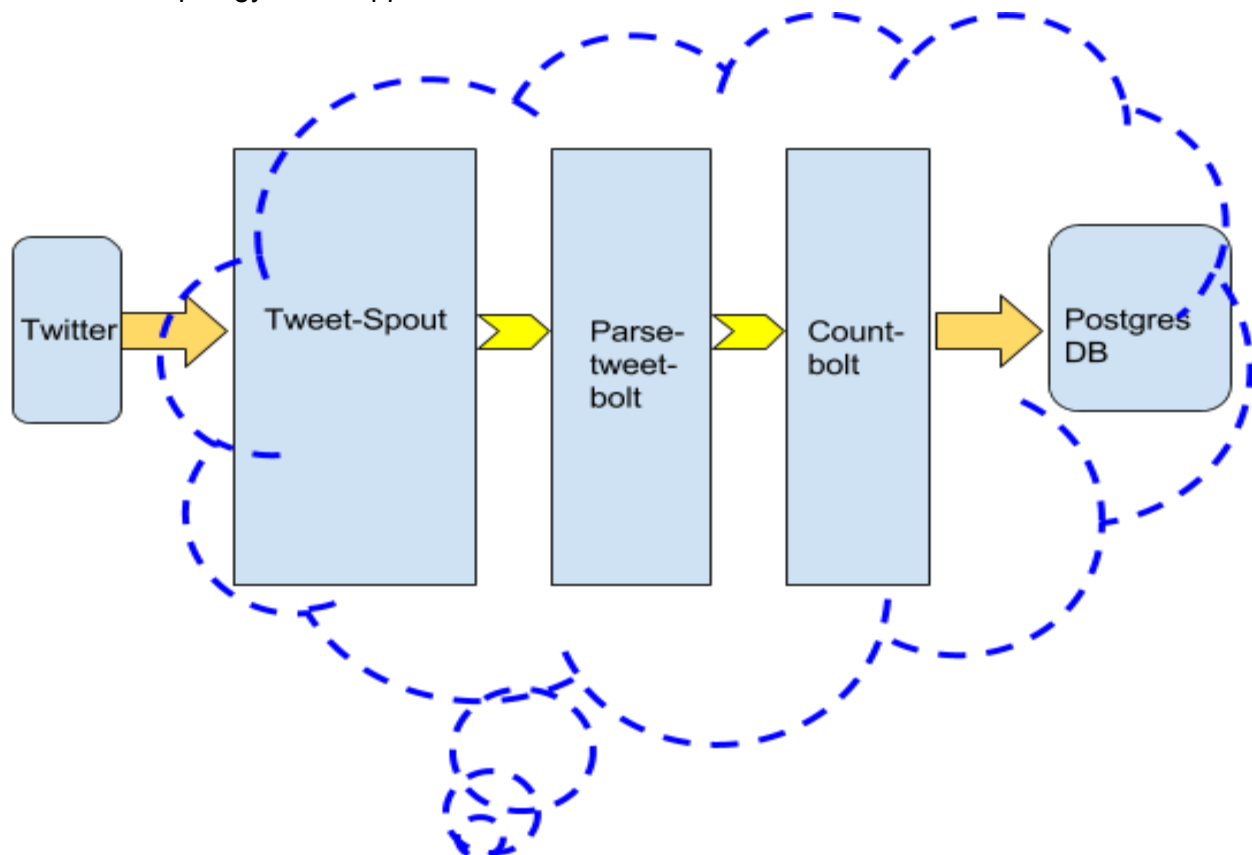 Twitter
Tweet-Spout
Parse-
tweet-
bolt
Count-
bolt
Postgres
DB